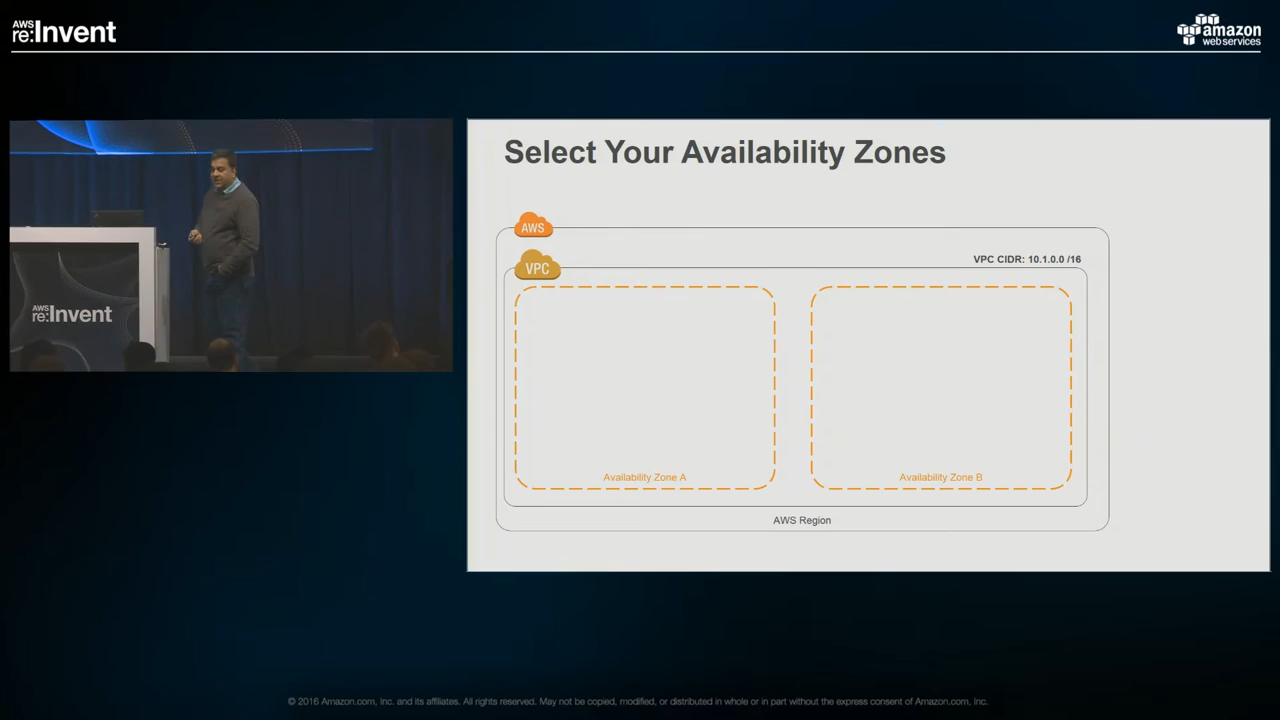 AWS
re:Invent
amazon
web services
Select Your Availability Zones
AWS
VPC
VPC CIDR: 10.1.0.0 /16
AWS
re:Invent
Availability Zone A
Availability Zone B
AWS Region
© 2016 Amazon.com, Inc. and its affiliates. All rights reserved. May not be copied, modified, or distributed in whole or in part without the express consent of Amazon.com, Inc.